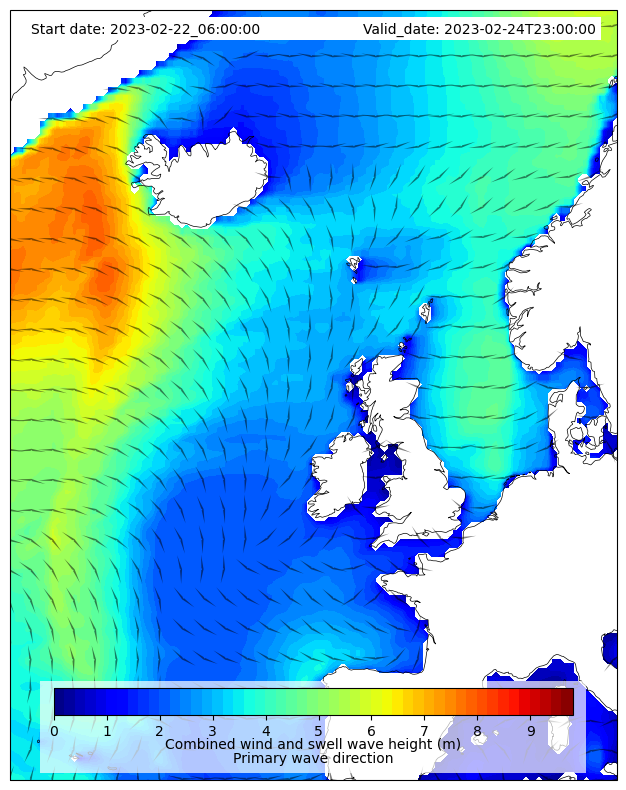 Start date: 2023-02-22_06:00:00 Valid_date: 2023-02-24T23:00:00
0 1 2 3 4 5 6 7 8 9
Combined wind and swell wave height (m)
Primary wave direction